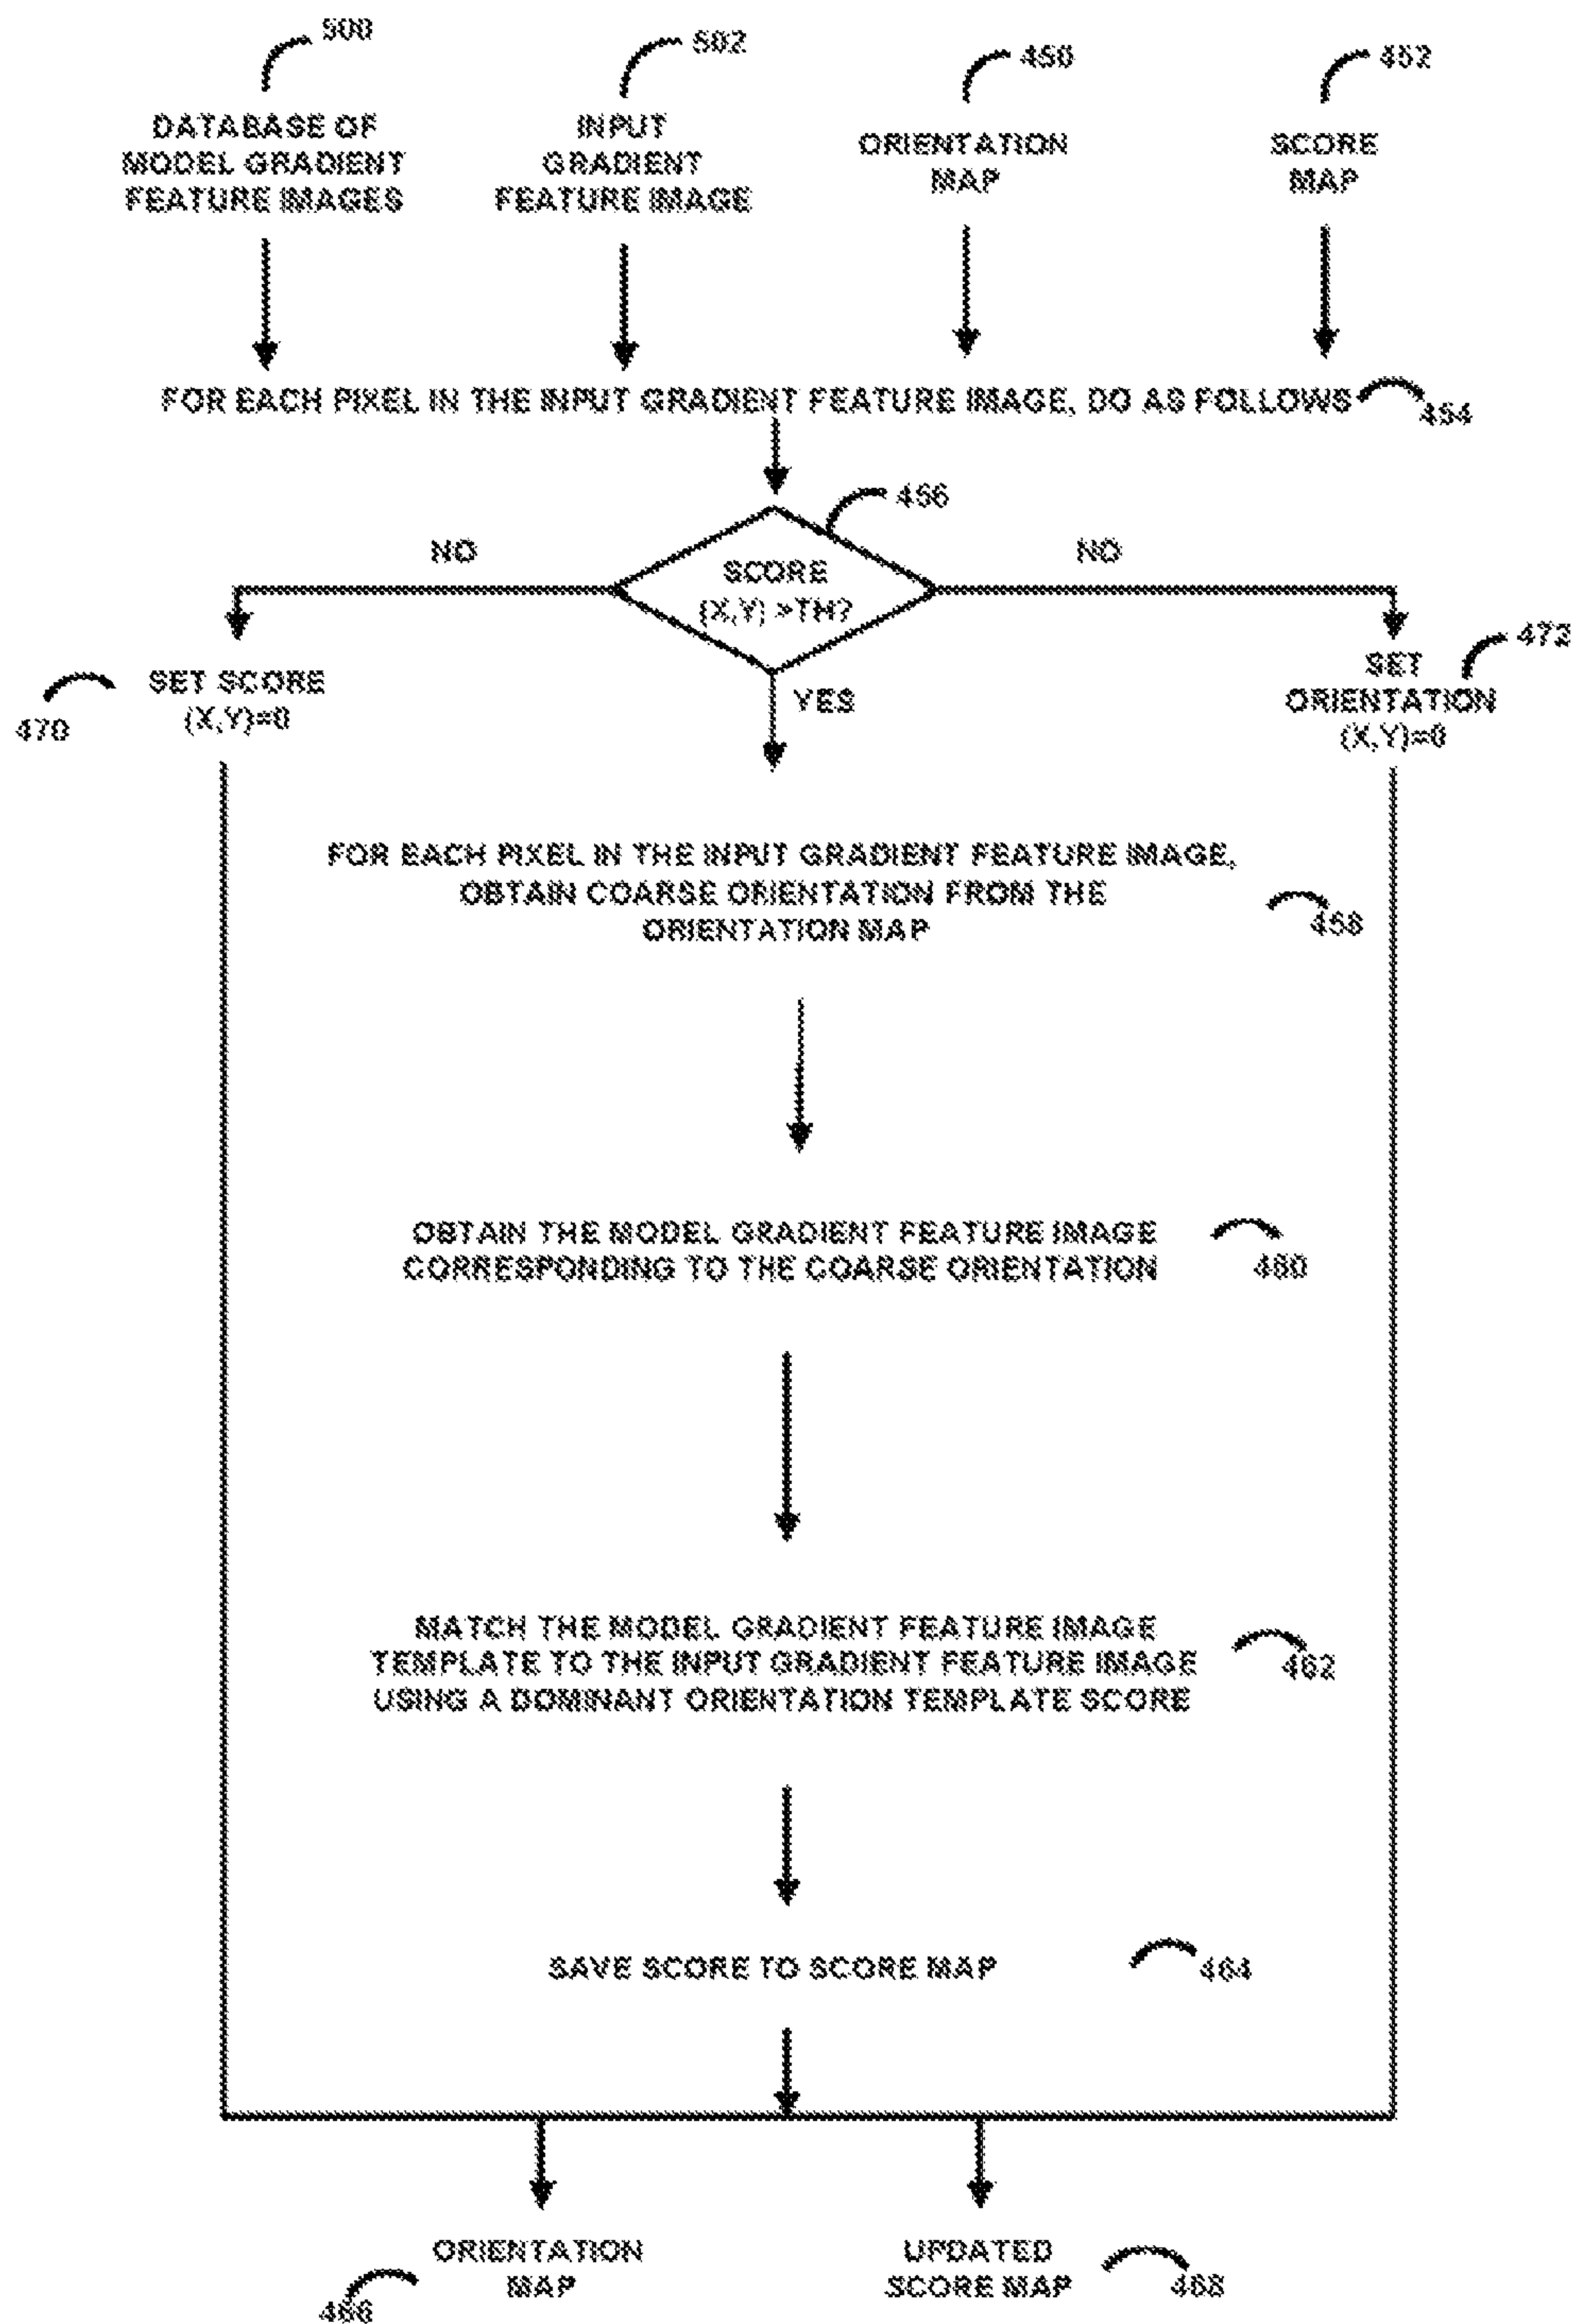 500
502
450
452
DATABASE OF
MODEL GRADIENT
FEATURE IMAGES
INPUT
GRADIENT
FEATURE IMAGE
ORIENTATION
MAP
SCORE
MAP
FOR EACH PIXEL IN THE INPUT GRADIENT FEATURE IMAGE, DO AS FOLLOWS
454
456
NO
SCORE
(X,Y) >TH?
NO
YES
470
SET SCORE
(X,Y)=0
472
SET
ORIENTATION
(X,Y)=0
FOR EACH PIXEL IN THE INPUT GRADIENT FEATURE IMAGE,
OBTAIN COARSE ORIENTATION FROM THE
ORIENTATION MAP
458
OBTAIN THE MODEL GRADIENT FEATURE IMAGE
CORRESPONDING TO THE COARSE ORIENTATION
460
MATCH THE MODEL GRADIENT FEATURE IMAGE
TEMPLATE TO THE INPUT GRADIENT FEATURE IMAGE
USING A DOMINANT ORIENTATION TEMPLATE SCORE
462
SAVE SCORE TO SCORE MAP
464
ORIENTATION
MAP
466
UPDATED
SCORE MAP
468